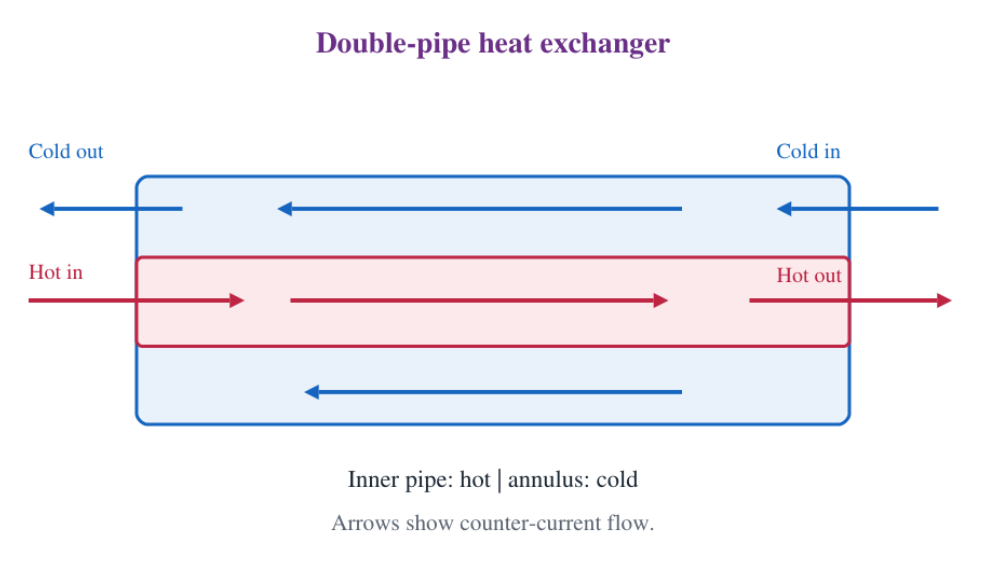 Double-pipe heat exchanger
Cold out
Cold in
Hot in
Hot out
Inner pipe: hot | annulus: cold
Arrows show counter-current flow.